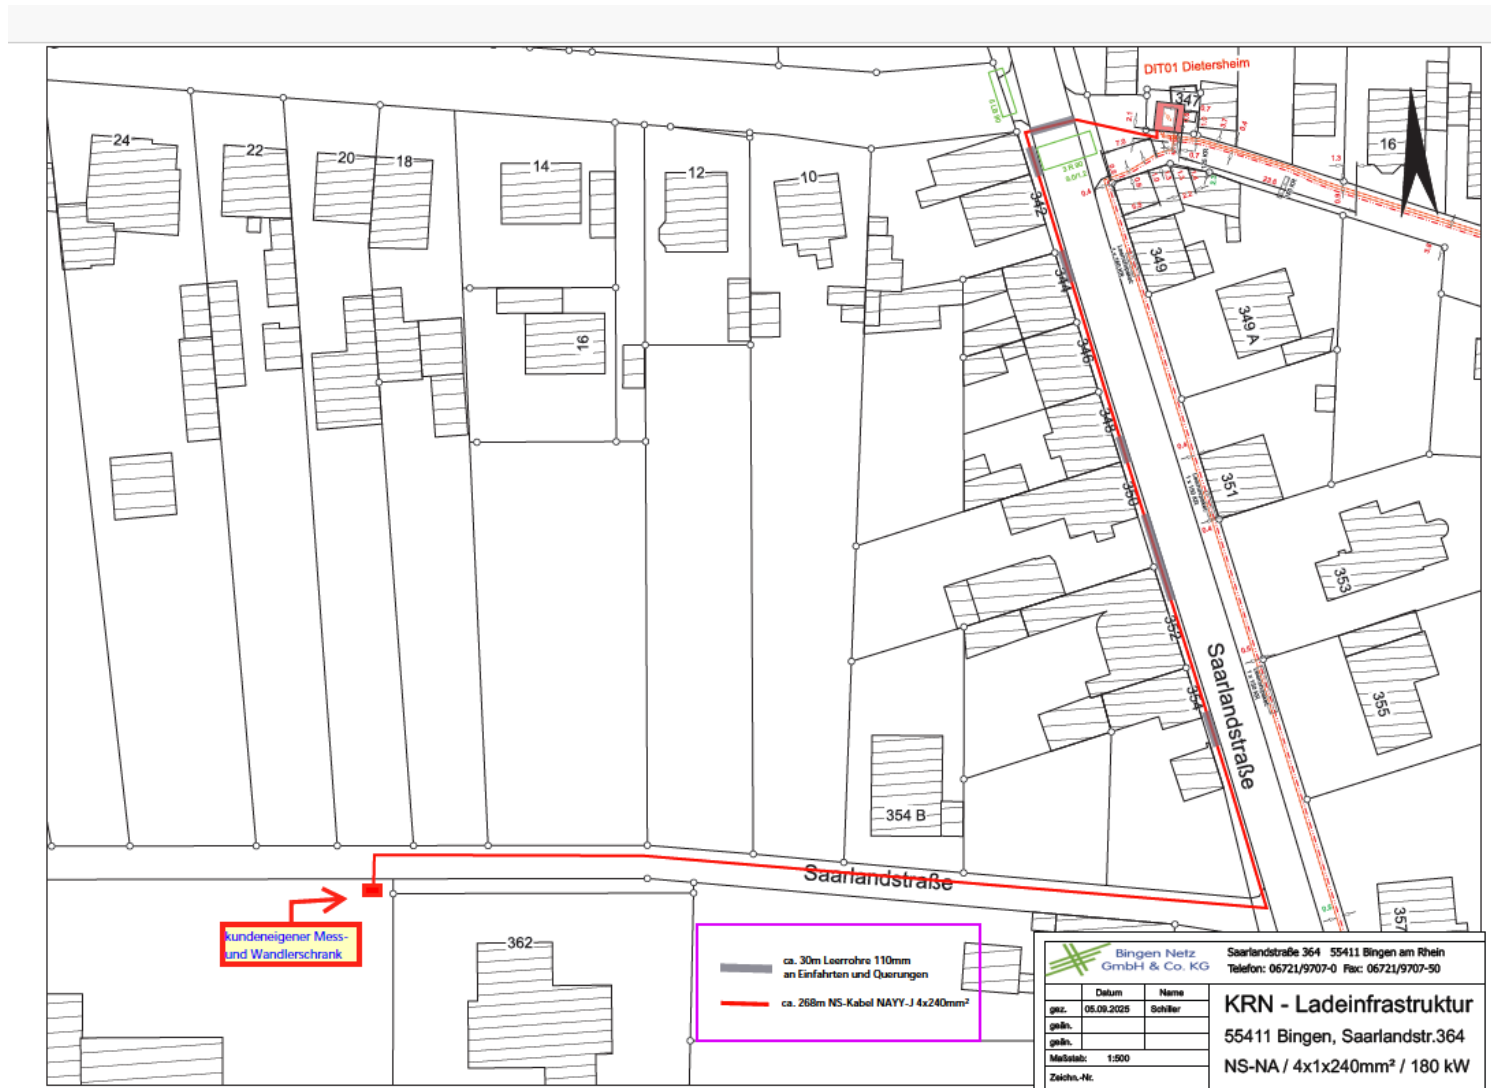 DIT01 Dietersheim
347
24
22
20
18
14
12
10
16
16
342
344
346
348
350
352
354
349
349 A
351
353
355
357
354 B
362
Saarlandstraße
Saarlandstraße
kundeneigener Mess-
und Wandlerschrank
ca. 30m Leerrohre 110mm
an Einfahrten und Querungen
ca. 268m NS-Kabel NAYY-J 4x240mm²
Bingen Netz
GmbH & Co. KG
Saarlandstraße 364 55411 Bingen am Rhein
Telefon: 06721/9707-0 Fax: 06721/9707-50
Datum Name
gez. 05.09.2025 Schiller
geän.
geän.
Maßstab: 1:500
Zeichn.-Nr.
KRN - Ladeinfrastruktur
55411 Bingen, Saarlandstr.364
NS-NA / 4x1x240mm² / 180 kW